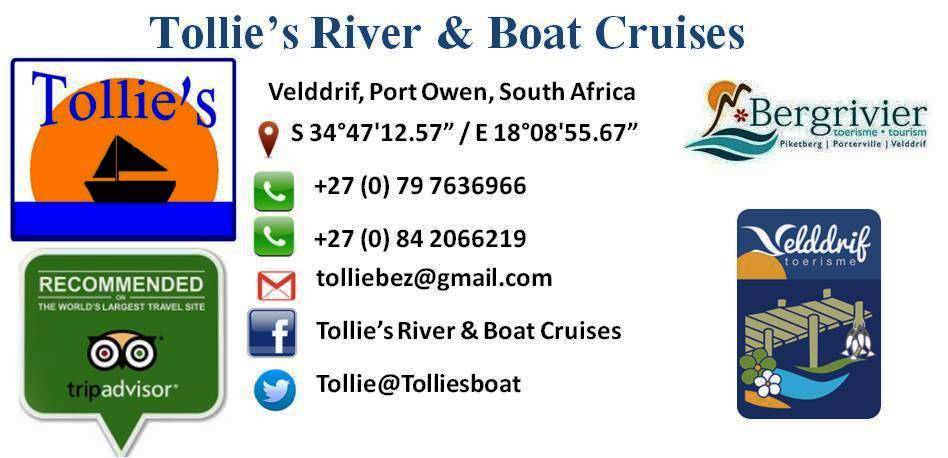 Tollie’s River & Boat Cruises
Tollie's
Velddrif, Port Owen, South Africa
S 34°47'12.57” / E 18°08'55.67”
+27 (0) 79 7636966
+27 (0) 84 2066219
tolliebez@gmail.com
Tollie’s River & Boat Cruises
Tollie@Tolliesboat
RECOMMENDED
ON
THE WORLD'S LARGEST TRAVEL SITE
tripadvisor®
Bergrivier
toerisme • tourism
Piketberg | Porterville | Velddrif
Velddrif
toerisme